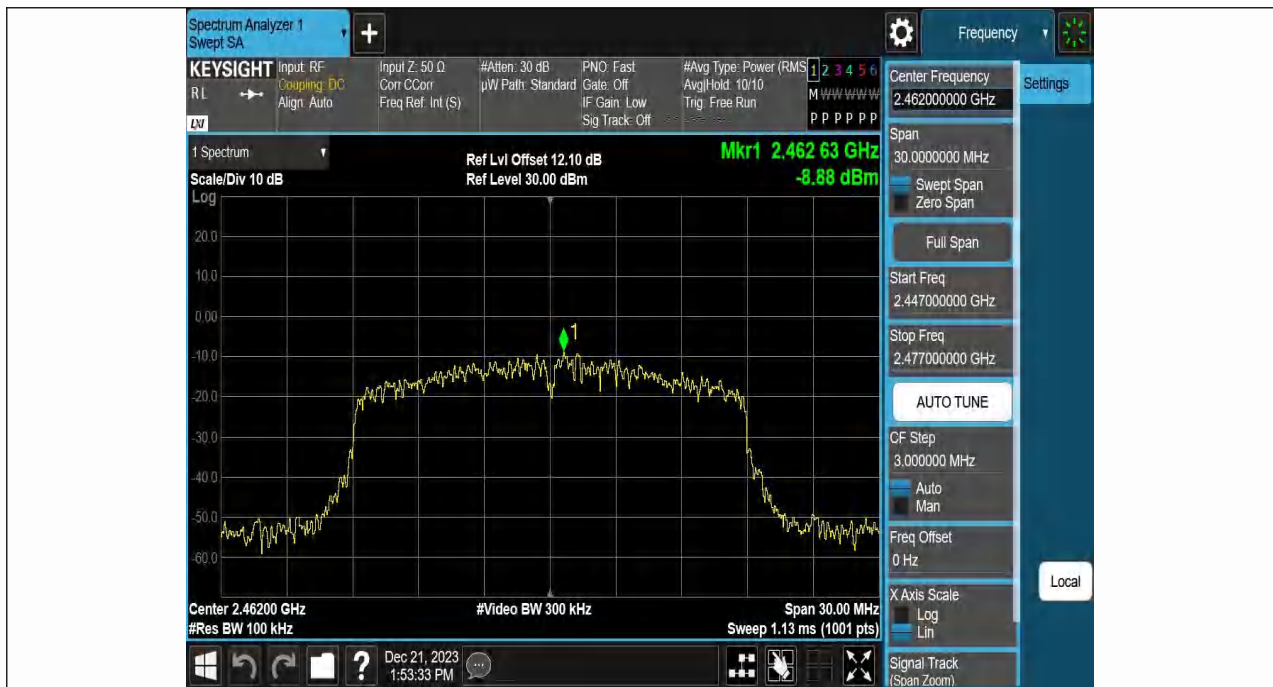 Spectrum Analyzer 1
Swept SA
+
Frequency
KEYSIGHT
R L
LXI
Input: RF
Coupling: DC
Align: Auto
Input Z: 50 Ω
Corr CCorr
Freq Ref: Int (S)
#Atten: 30 dB
µW Path: Standard
PNO: Fast
Gate: Off
IF Gain: Low
Sig Track: Off
#Avg Type: Power (RMS
Avg|Hold: 10/10
Trig: Free Run
1 2 3 4 5 6
M W W W W W
P P P P P P
1 Spectrum
Scale/Div 10 dB
Ref Lvl Offset 12.10 dB
Ref Level 30.00 dBm
Mkr1 2.462 63 GHz
-8.88 dBm
Log
20.0
10.0
0.00
-10.0
-20.0
-30.0
-40.0
-50.0
-60.0
1
Center 2.46200 GHz
#Res BW 100 kHz
#Video BW 300 kHz
Span 30.00 MHz
Sweep 1.13 ms (1001 pts)
Settings
Center Frequency
2.462000000 GHz
Span
30.0000000 MHz
Swept Span
Zero Span
Full Span
Start Freq
2.447000000 GHz
Stop Freq
2.477000000 GHz
AUTO TUNE
CF Step
3.000000 MHz
Auto
Man
Freq Offset
0 Hz
X Axis Scale
Log
Lin
Signal Track
(Span Zoom)
Local
?
Dec 21, 2023
1:53:33 PM